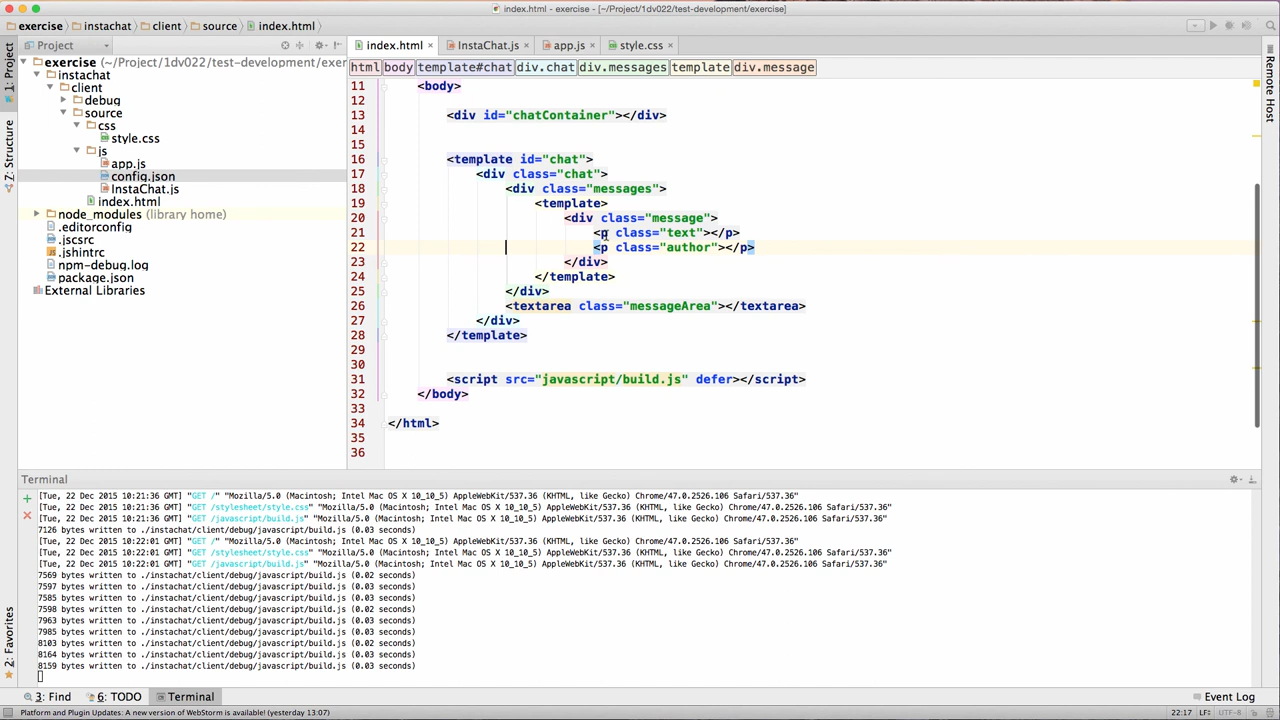 index.html - exercise - [~/Project/1dv022/test-development/exercise]
exercise instachat client source index.html
Project
index.html InstaChat.js app.js style.css
html body template#chat div.chat div.messages template div.message
exercise (~/Project/1dv022/test-development/exer
instachat
client
debug
source
css
style.css
js
app.js
config.json
InstaChat.js
index.html
node_modules (library home)
.editorconfig
.jscsrc
.jshintrc
npm-debug.log
package.json
External Libraries
11 <body>
12
13 <div id="chatContainer"></div>
14
15
16 <template id="chat">
17 <div class="chat">
18 <div class="messages">
19 <template>
20 <div class="message">
21 <p class="text"></p>
22 <p class="author"></p>
23 </div>
24 </template>
25 </div>
26 <textarea class="messageArea"></textarea>
27 </div>
28 </template>
29
30
31 <script src="javascript/build.js" defer></script>
32 </body>
33
34 </html>
35
36
1: Project
Z: Structure
2: Favorites
Remote Host
Terminal
[Tue, 22 Dec 2015 10:21:36 GMT] "GET /" "Mozilla/5.0 (Macintosh; Intel Mac OS X 10_10_5) AppleWebKit/537.36 (KHTML, like Gecko) Chrome/47.0.2526.106 Safari/537.36"
[Tue, 22 Dec 2015 10:21:36 GMT] "GET /stylesheet/style.css" "Mozilla/5.0 (Macintosh; Intel Mac OS X 10_10_5) AppleWebKit/537.36 (KHTML, like Gecko) Chrome/47.0.2526.106 Safari/537.36"
[Tue, 22 Dec 2015 10:21:36 GMT] "GET /javascript/build.js" "Mozilla/5.0 (Macintosh; Intel Mac OS X 10_10_5) AppleWebKit/537.36 (KHTML, like Gecko) Chrome/47.0.2526.106 Safari/537.36"
7126 bytes written to ./instachat/client/debug/javascript/build.js (0.03 seconds)
[Tue, 22 Dec 2015 10:22:01 GMT] "GET /" "Mozilla/5.0 (Macintosh; Intel Mac OS X 10_10_5) AppleWebKit/537.36 (KHTML, like Gecko) Chrome/47.0.2526.106 Safari/537.36"
[Tue, 22 Dec 2015 10:22:01 GMT] "GET /stylesheet/style.css" "Mozilla/5.0 (Macintosh; Intel Mac OS X 10_10_5) AppleWebKit/537.36 (KHTML, like Gecko) Chrome/47.0.2526.106 Safari/537.36"
[Tue, 22 Dec 2015 10:22:01 GMT] "GET /javascript/build.js" "Mozilla/5.0 (Macintosh; Intel Mac OS X 10_10_5) AppleWebKit/537.36 (KHTML, like Gecko) Chrome/47.0.2526.106 Safari/537.36"
7569 bytes written to ./instachat/client/debug/javascript/build.js (0.02 seconds)
7597 bytes written to ./instachat/client/debug/javascript/build.js (0.03 seconds)
7585 bytes written to ./instachat/client/debug/javascript/build.js (0.03 seconds)
7598 bytes written to ./instachat/client/debug/javascript/build.js (0.02 seconds)
7963 bytes written to ./instachat/client/debug/javascript/build.js (0.03 seconds)
7985 bytes written to ./instachat/client/debug/javascript/build.js (0.03 seconds)
8103 bytes written to ./instachat/client/debug/javascript/build.js (0.02 seconds)
8164 bytes written to ./instachat/client/debug/javascript/build.js (0.03 seconds)
8159 bytes written to ./instachat/client/debug/javascript/build.js (0.03 seconds)
3: Find 6: TODO Terminal Event Log
Platform and Plugin Updates: A new version of WebStorm is available! (yesterday 13:07) 22:17 LF÷ UTF-8